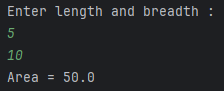 Enter length and breadth :
5
10
Area = 50.0